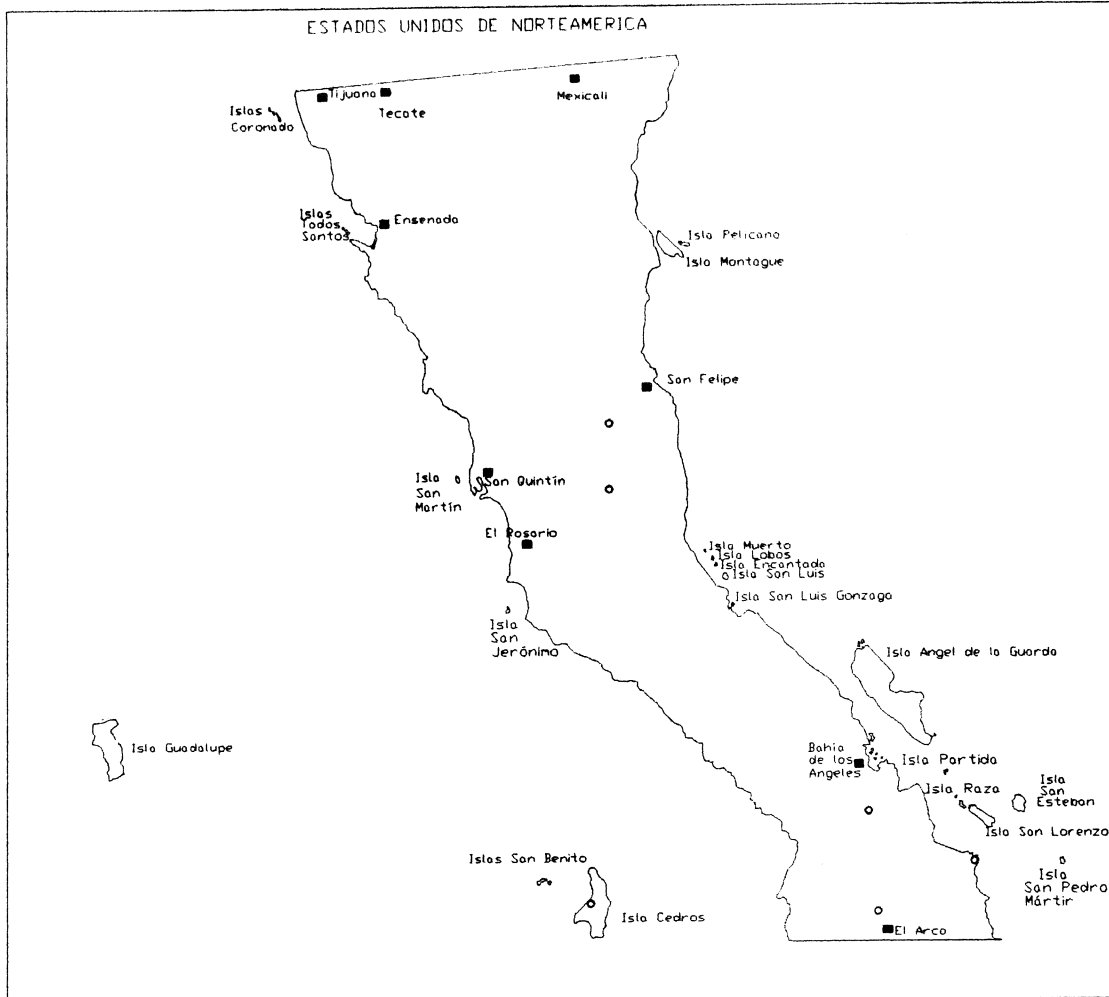 ESTADOS UNIDOS DE NORTEAMERICA
Tijuana
Tecate
Mexicali
Islas
Coronado
Islas
Todos
Santos
Ensenada
Isla Pelicano
Isla Montague
San Felipe
Isla
San
Martín
San Quintín
El Rosario
Isla Muerto
Isla Lobos
Isla Encantada
Isla San Luis
Isla San Luis Gonzaga
Isla
San
Jerónimo
Isla Angel de la Guarda
Isla Guadalupe
Bahia
de los
Angeles
Isla Partida
Isla Raza
Isla
San
Esteban
Isla San Lorenzo
Islas San Benito
Isla
San Pedro
Mártir
Isla Cedros
El Arco